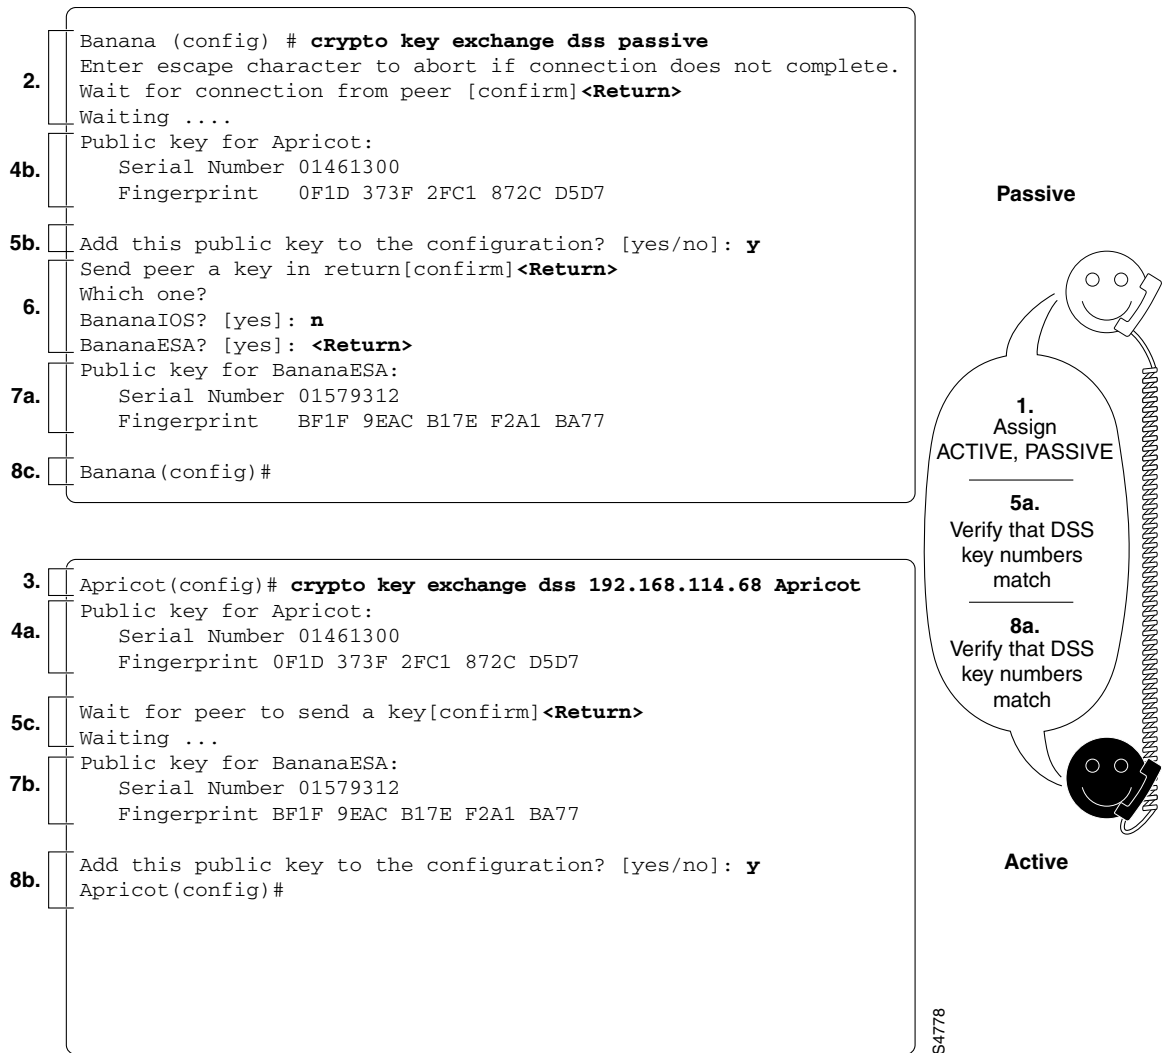 2.
Banana (config) # crypto key exchange dss passive
Enter escape character to abort if connection does not complete.
Wait for connection from peer [confirm]<Return>
Waiting ....
4b.
Public key for Apricot:
Serial Number 01461300
Fingerprint 0F1D 373F 2FC1 872C D5D7
5b.
Add this public key to the configuration? [yes/no]: y
6.
Send peer a key in return[confirm]<Return>
Which one?
BananaIOS? [yes]: n
BananaESA? [yes]: <Return>
7a.
Public key for BananaESA:
Serial Number 01579312
Fingerprint BF1F 9EAC B17E F2A1 BA77
8c.
Banana(config)#
3.
Apricot(config)# crypto key exchange dss 192.168.114.68 Apricot
4a.
Public key for Apricot:
Serial Number 01461300
Fingerprint 0F1D 373F 2FC1 872C D5D7
5c.
Wait for peer to send a key[confirm]<Return>
Waiting ...
7b.
Public key for BananaESA:
Serial Number 01579312
Fingerprint BF1F 9EAC B17E F2A1 BA77
8b.
Add this public key to the configuration? [yes/no]: y
Apricot(config)#
Passive
1.
Assign
ACTIVE, PASSIVE
5a.
Verify that DSS
key numbers
match
8a.
Verify that DSS
key numbers
match
Active
S4778